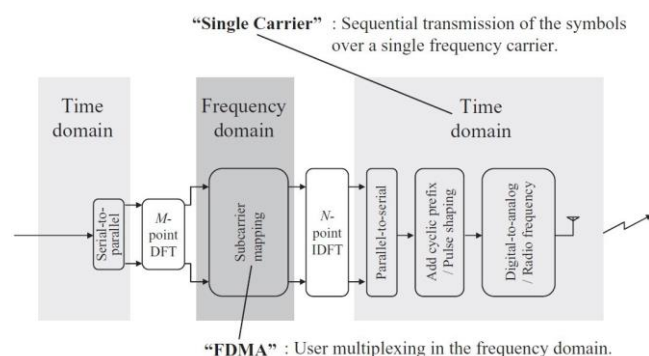 “Single Carrier” : Sequential transmission of the symbols
over a single frequency carrier.
Time
domain
Frequency
domain
Time
domain
Serial-to-
parallel
M-
point
DFT
Subcarrier
mapping
N-
point
IDFT
Parallel-to-serial
Add cyclic prefix
/ Pulse shaping
Digital-to-analog
/ Radio frequency
“FDMA” : User multiplexing in the frequency domain.